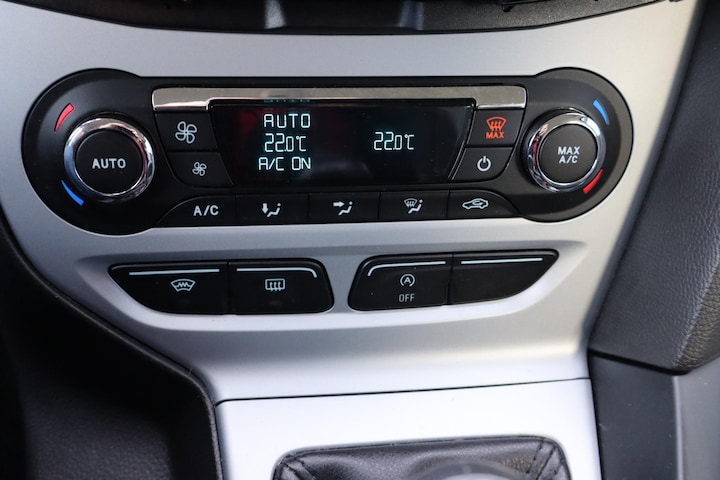 AUTO
22.0°C 22.0°C
A/C ON
MAX
AUTO
MAX
A/C
A/C
OFF